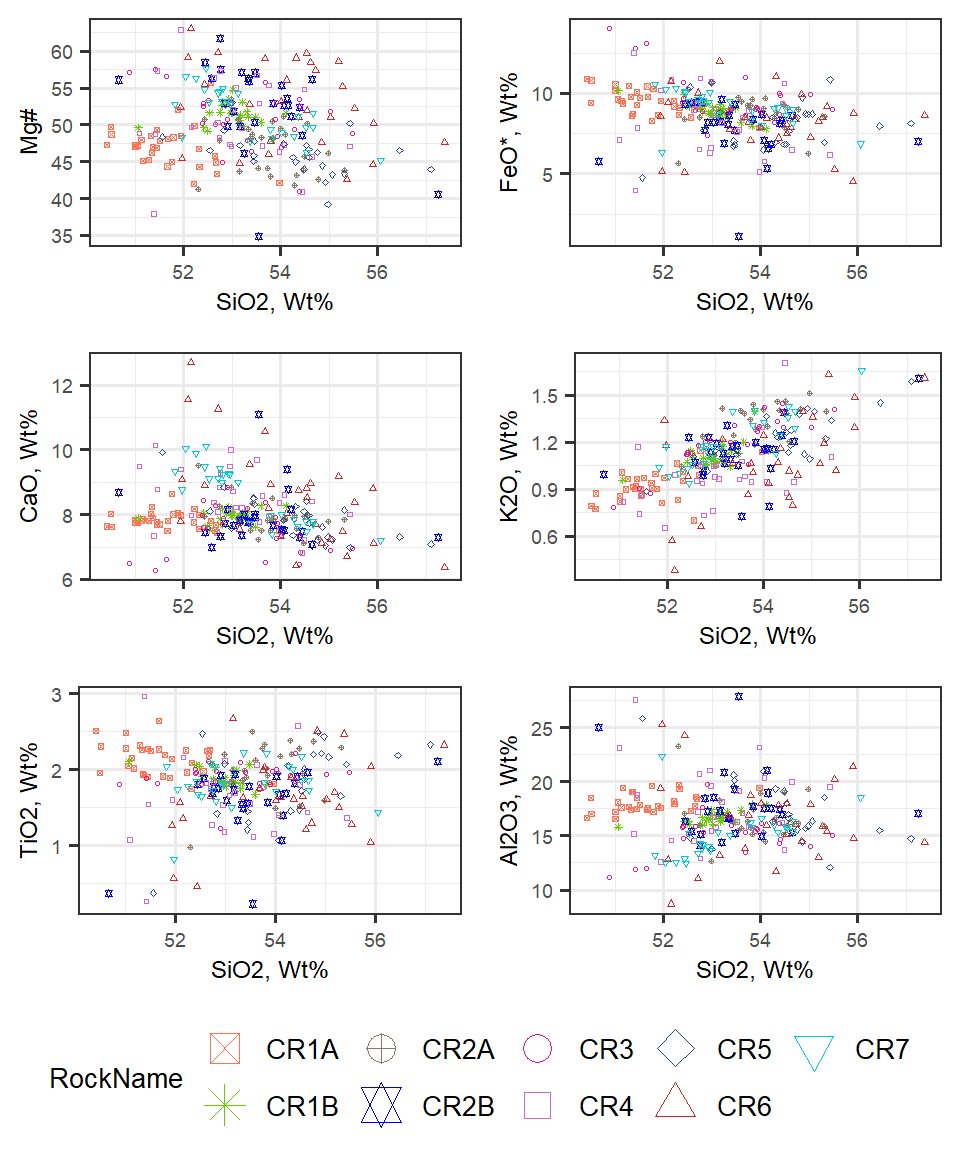 Mg#
60
55
50
45
40
35
52
54
56
SiO2, Wt%
FeO*, Wt%
10
5
52
54
56
SiO2, Wt%
CaO, Wt%
12
10
8
6
52
54
56
SiO2, Wt%
K2O, Wt%
1.5
1.2
0.9
0.6
52
54
56
SiO2, Wt%
TiO2, Wt%
3
2
1
52
54
56
SiO2, Wt%
Al2O3, Wt%
25
20
15
10
52
54
56
SiO2, Wt%
RockName
CR1A
CR2A
CR3
CR5
CR7
CR1B
CR2B
CR4
CR6